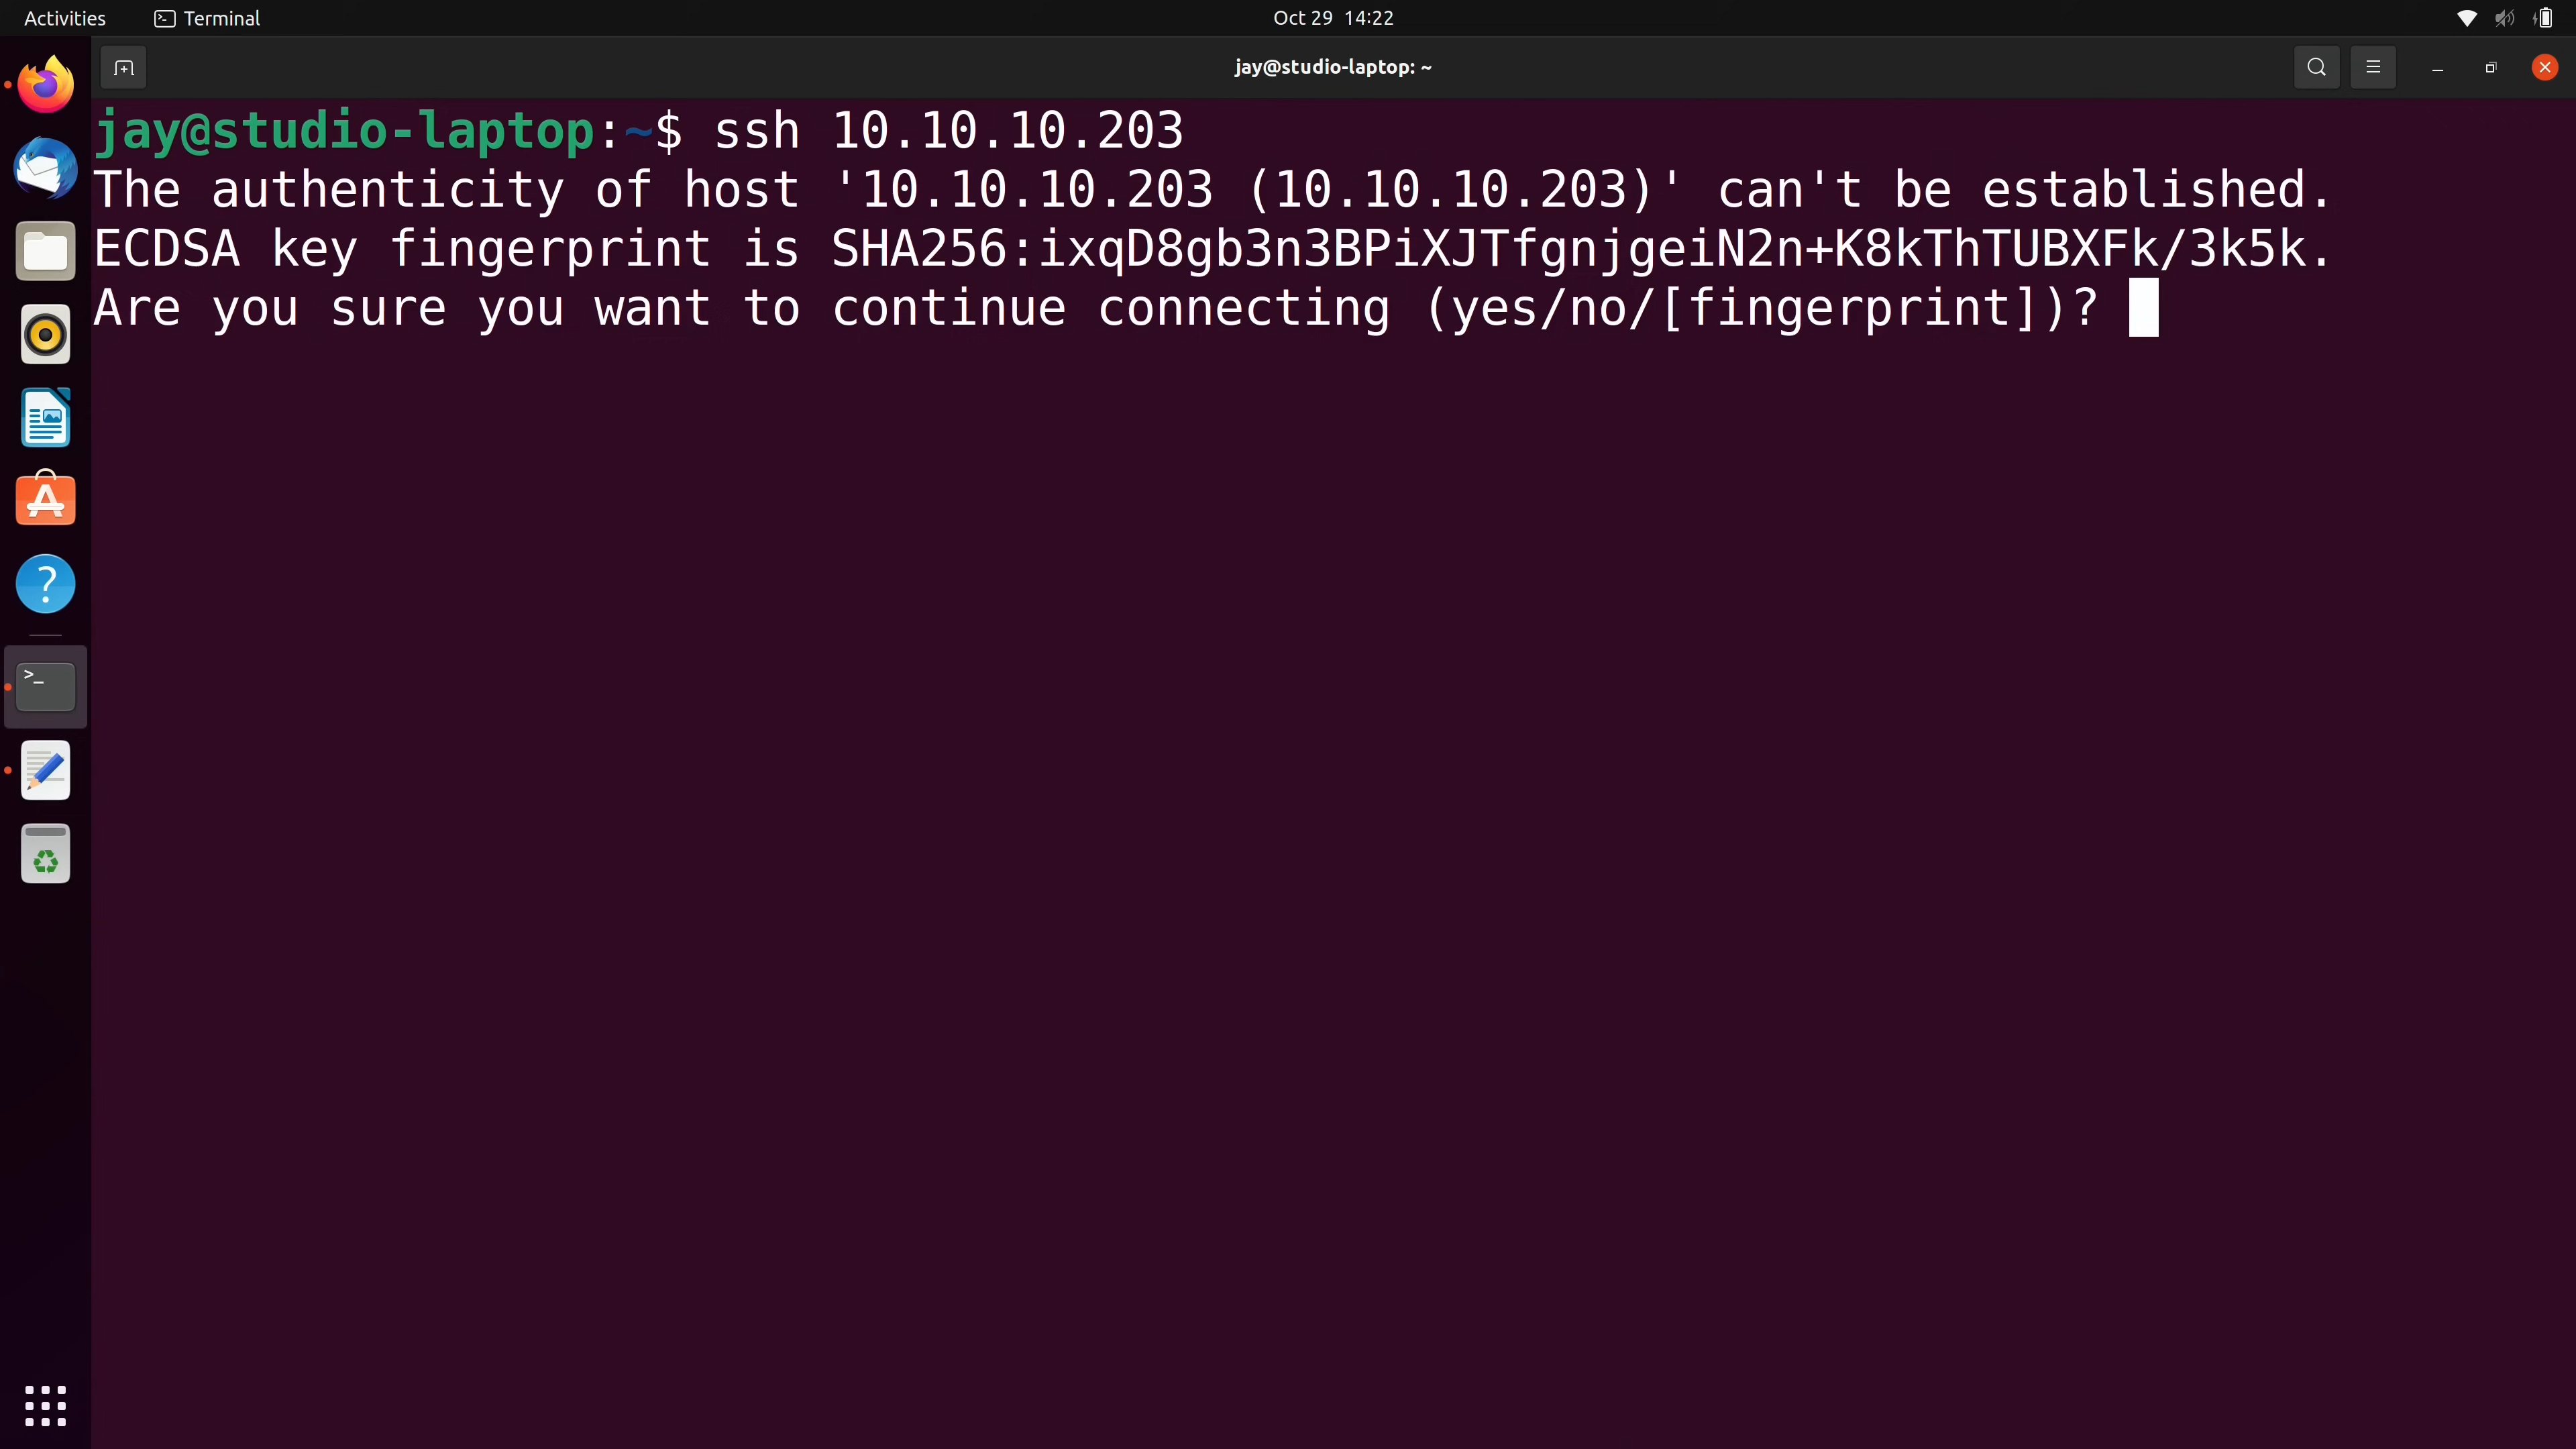 Activities
Terminal
Oct 29 14:22
jay@studio-laptop: ~
jay@studio-laptop:~$ ssh 10.10.10.203
The authenticity of host '10.10.10.203 (10.10.10.203)' can't be established.
ECDSA key fingerprint is SHA256:ixqD8gb3n3BPiXJTfgnjgeiN2n+K8kThTUBXFk/3k5k.
Are you sure you want to continue connecting (yes/no/[fingerprint])?